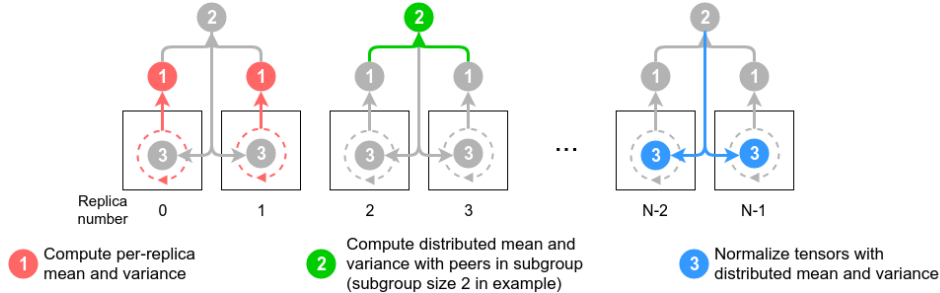 2 2 2
1 1 1 1 1 1
3 3 3 3 ... 3 3
Replica
number
0 1 2 3 N-2 N-1
1 Compute per-replica
mean and variance
2 Compute distributed mean and
variance with peers in subgroup
(subgroup size 2 in example)
3 Normalize tensors with
distributed mean and variance